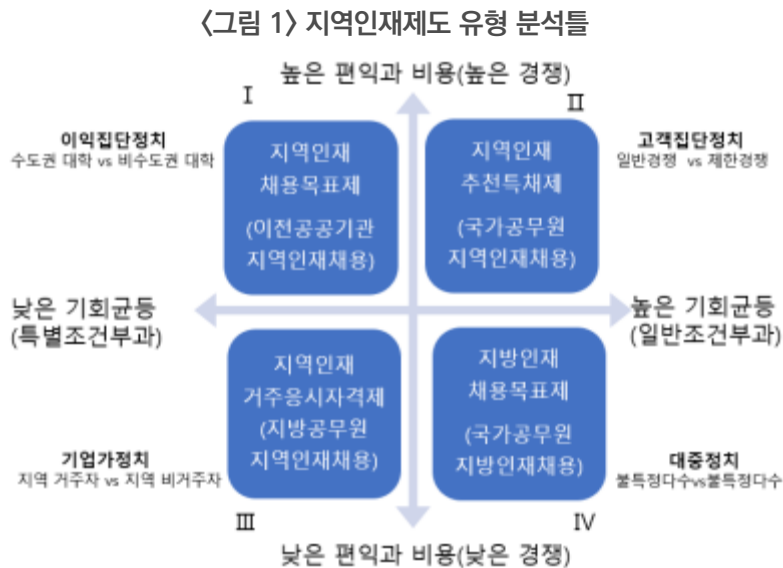 〈그림 1〉 지역인재제도 유형 분석틀
높은 편익과 비용(높은 경쟁)
Ⅰ
Ⅱ
이익집단정치
수도권 대학 vs 비수도권 대학
지역인재
채용목표제
(이전공공기관
지역인재채용)
지역인재
추천특채제
(국가공무원
지역인재채용)
고객집단정치
일반경쟁 vs 제한경쟁
낮은 기회균등
(특별조건부과)
높은 기회균등
(일반조건부과)
지역인재
거주응시자격제
(지방공무원
지역인재채용)
지방인재
채용목표제
(국가공무원
지방인재채용)
기업가정치
지역 거주자 vs 지역 비거주자
대중정치
불특정다수vs불특정다수
Ⅲ
Ⅳ
낮은 편익과 비용(낮은 경쟁)